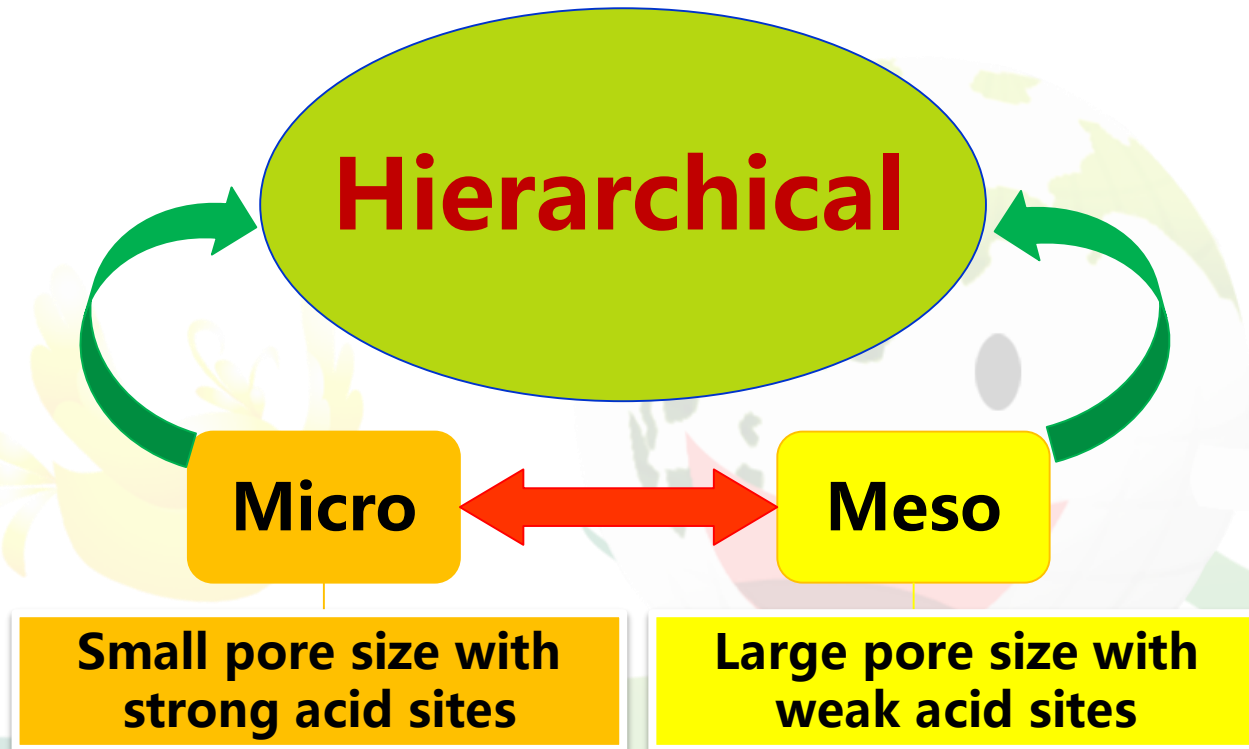 Hierarchical
Micro
Meso
Small pore size with
strong acid sites
Large pore size with
weak acid sites